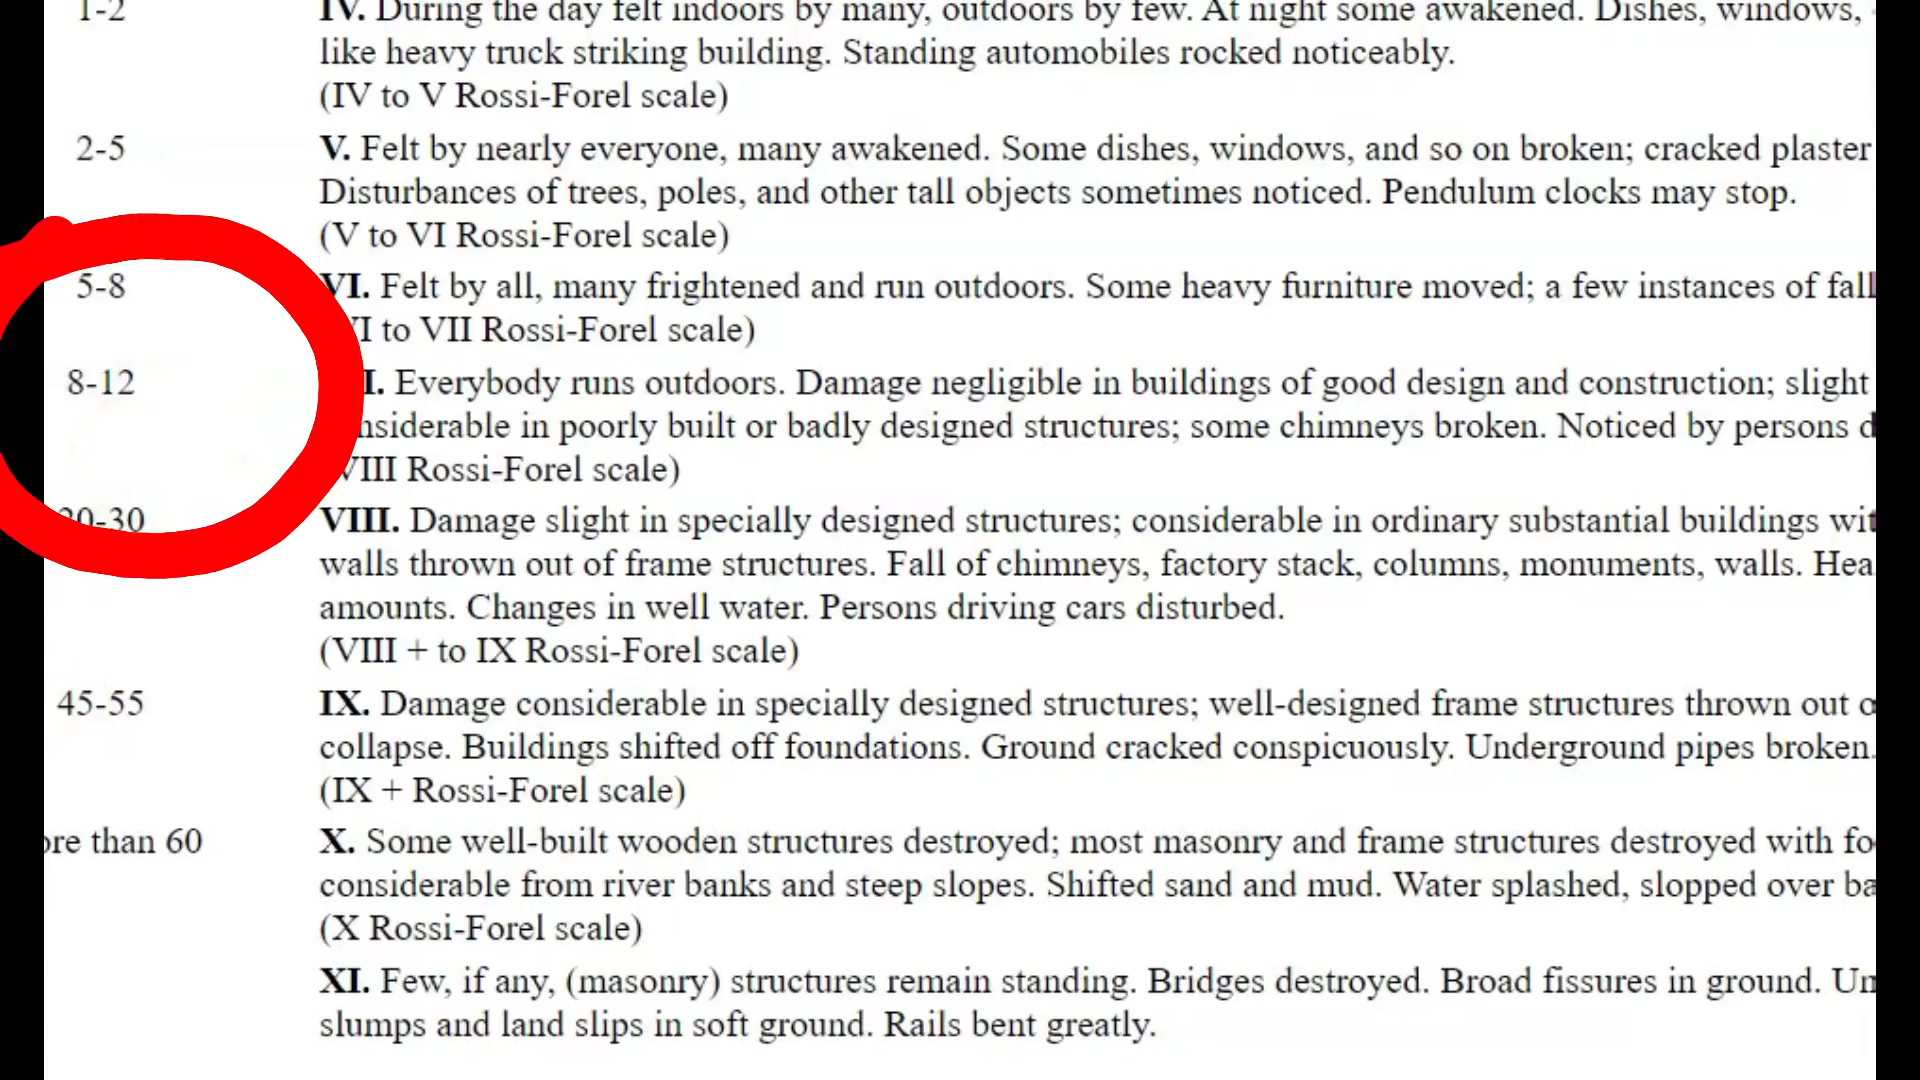 1-2 IV. During the day felt indoors by many, outdoors by few. At night some awakened. Dishes, windows,
like heavy truck striking building. Standing automobiles rocked noticeably.
(IV to V Rossi-Forel scale)
2-5 V. Felt by nearly everyone, many awakened. Some dishes, windows, and so on broken; cracked plaster
Disturbances of trees, poles, and other tall objects sometimes noticed. Pendulum clocks may stop.
(V to VI Rossi-Forel scale)
5-8 VI. Felt by all, many frightened and run outdoors. Some heavy furniture moved; a few instances of fall
I to VII Rossi-Forel scale)
8-12 I. Everybody runs outdoors. Damage negligible in buildings of good design and construction; slight
nsiderable in poorly built or badly designed structures; some chimneys broken. Noticed by persons d
VIII Rossi-Forel scale)
20-30 VIII. Damage slight in specially designed structures; considerable in ordinary substantial buildings wit
walls thrown out of frame structures. Fall of chimneys, factory stack, columns, monuments, walls. Hea
amounts. Changes in well water. Persons driving cars disturbed.
(VIII + to IX Rossi-Forel scale)
45-55 IX. Damage considerable in specially designed structures; well-designed frame structures thrown out o
collapse. Buildings shifted off foundations. Ground cracked conspicuously. Underground pipes broken.
(IX + Rossi-Forel scale)
ore than 60 X. Some well-built wooden structures destroyed; most masonry and frame structures destroyed with fo
considerable from river banks and steep slopes. Shifted sand and mud. Water splashed, slopped over ba
(X Rossi-Forel scale)
XI. Few, if any, (masonry) structures remain standing. Bridges destroyed. Broad fissures in ground. Un
slumps and land slips in soft ground. Rails bent greatly.